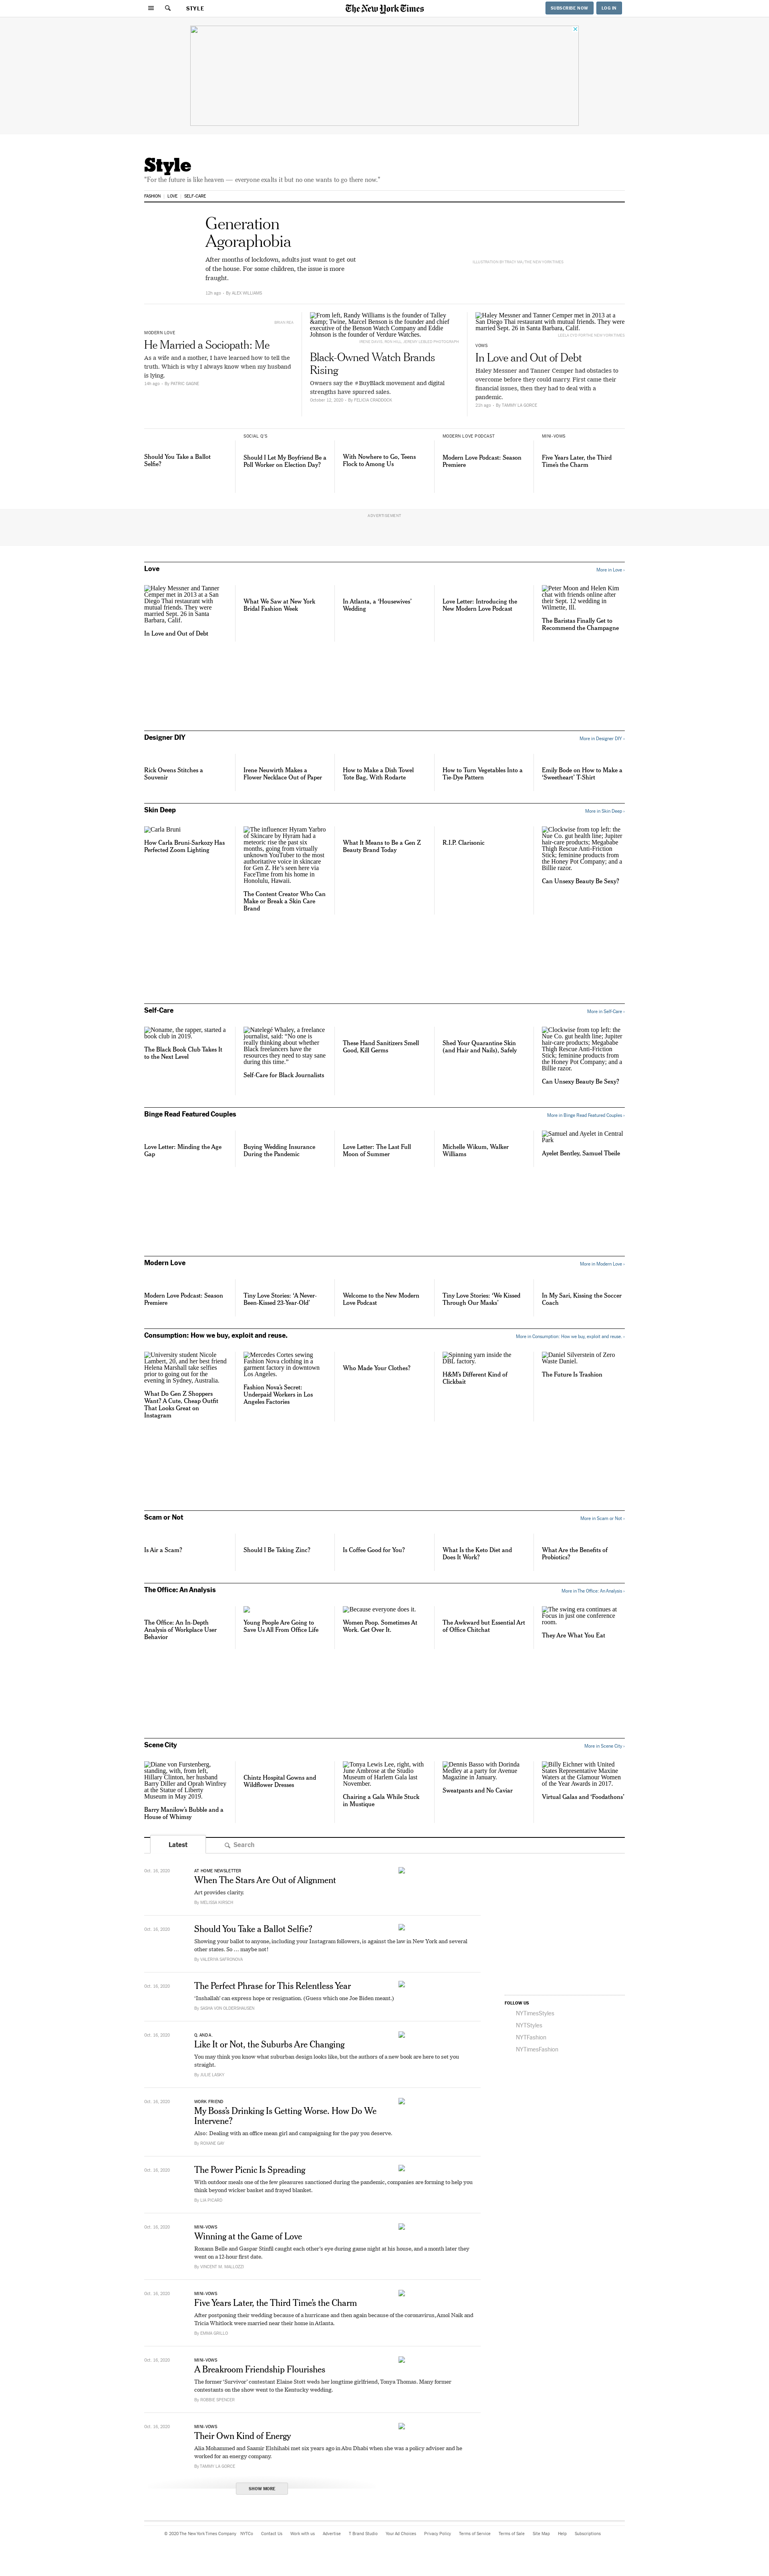 STYLE
The New York Times
SUBSCRIBE NOW
LOG IN
Style
"For the future is like heaven — everyone exalts it but no one wants to go there now."
FASHION
LOVE
SELF-CARE
Generation
Agoraphobia
After months of lockdown, adults just want to get out
of the house. For some children, the issue is more
fraught.
12h ago · By ALEX WILLIAMS
BRIAN REA
MODERN LOVE
He Married a Sociopath: Me
As a wife and a mother, I have learned how to tell the
truth. Which is why I always know when my husband
is lying.
14h ago · By PATRIC GAGNE
From left, Randy Williams is the founder of Talley
&amp; Twine, Marcel Benson is the founder and chief
executive of the Benson Watch Company and Eddie
Johnson is the founder of Verdure Watches.
Black-Owned Watch Brands
Rising
Owners say the #BuyBlack movement and digital
strengths have spurred sales.
October 12, 2020 · By FELICIA CRADDOCK
Haley Messner and Tanner Cemper met in 2013 at a
San Diego Thai restaurant with mutual friends. They were
married Sept. 26 in Santa Barbara, Calif.
VOWS
In Love and Out of Debt
Haley Messner and Tanner Cemper had obstacles to
overcome before they could marry. First came their
financial issues, then they had to deal with a
pandemic.
21h ago · By TAMMY LA GORCE
Should You Take a Ballot
Selfie?
SOCIAL Q'S
Should I Let My Boyfriend Be a
Poll Worker on Election Day?
With Nowhere to Go, Teens
Flock to Among Us
MODERN LOVE PODCAST
Modern Love Podcast: Season
Premiere
MINI-VOWS
Five Years Later, the Third
Time's the Charm
ADVERTISEMENT
Love
More in Love ›
Haley Messner and Tanner
Cemper met in 2013 at a San
Diego Thai restaurant with
mutual friends. They were
married Sept. 26 in Santa
Barbara, Calif.
In Love and Out of Debt
What We Saw at New York
Bridal Fashion Week
In Atlanta, a 'Housewives'
Wedding
Love Letter: Introducing the
New Modern Love Podcast
Peter Moon and Helen Kim
chat with friends online after
their Sept. 12 wedding in
Wilmette, Ill.
The Baristas Finally Get to
Recommend the Champagne
Designer DIY
More in Designer DIY ›
Rick Owens Stitches a
Souvenir
Irene Neuwirth Makes a
Flower Necklace Out of Paper
How to Make a Dish Towel
Tote Bag, With Rodarte
How to Turn Vegetables Into a
Tie-Dye Pattern
Emily Bode on How to Make a
'Sweetheart' T-Shirt
Skin Deep
More in Skin Deep ›
Carla Bruni
How Carla Bruni-Sarkozy Has
Perfected Zoom Lighting
The influencer Hyram Yarbro
of Skincare by Hyram had a
meteoric rise the past six
months, going from virtually
unknown YouTuber to the most
authoritative voice in skincare
for Gen Z. He's seen here via
FaceTime from his home in
Honolulu, Hawaii.
The Content Creator Who Can
Make or Break a Skin Care
Brand
What It Means to Be a Gen Z
Beauty Brand Today
R.I.P. Clarisonic
Clockwise from top left: the
Nue Co. gut health line; Jupiter
hair-care products; Megababe
Thigh Rescue Anti-Friction
Stick; feminine products from
the Honey Pot Company; and a
Billie razor.
Can Unsexy Beauty Be Sexy?
Self-Care
More in Self-Care ›
Noname, the rapper, started a
book club in 2019.
The Black Book Club Takes It
to the Next Level
Natelegé Whaley, a freelance
journalist, said: "No one is
really thinking about whether
Black freelancers have the
resources they need to stay sane
during this time."
Self-Care for Black Journalists
These Hand Sanitizers Smell
Good, Kill Germs
Shed Your Quarantine Skin
(and Hair and Nails), Safely
Clockwise from top left: the
Nue Co. gut health line; Jupiter
hair-care products; Megababe
Thigh Rescue Anti-Friction
Stick; feminine products from
the Honey Pot Company; and a
Billie razor.
Can Unsexy Beauty Be Sexy?
Binge Read Featured Couples
More in Binge Read Featured Couples ›
Love Letter: Minding the Age
Gap
Buying Wedding Insurance
During the Pandemic
Love Letter: The Last Full
Moon of Summer
Michelle Wikum, Walker
Williams
Samuel and Ayelet in Central
Park
Ayelet Bentley, Samuel Tbeile
Modern Love
More in Modern Love ›
Modern Love Podcast: Season
Premiere
Tiny Love Stories: 'A Never-
Been-Kissed 23-Year-Old'
Welcome to the New Modern
Love Podcast
Tiny Love Stories: 'We Kissed
Through Our Masks'
In My Sari, Kissing the Soccer
Coach
Consumption: How we buy, exploit and reuse.
More in Consumption: How we buy, exploit and reuse. ›
University student Nicole
Lambert, 20, and her best friend
Helena Marshall take selfies
prior to going out for the
evening in Sydney, Australia.
What Do Gen Z Shoppers
Want? A Cute, Cheap Outfit
That Looks Great on
Instagram
Mercedes Cortes sewing
Fashion Nova clothing in a
garment factory in downtown
Los Angeles.
Fashion Nova's Secret:
Underpaid Workers in Los
Angeles Factories
Who Made Your Clothes?
Spinning yarn inside the
DBL factory.
H&M's Different Kind of
Clickbait
Daniel Silverstein of Zero
Waste Daniel.
The Future Is Trashion
Scam or Not
More in Scam or Not ›
Is Air a Scam?
Should I Be Taking Zinc?
Is Coffee Good for You?
What Is the Keto Diet and
Does It Work?
What Are the Benefits of
Probiotics?
The Office: An Analysis
More in The Office: An Analysis ›
The Office: An In-Depth
Analysis of Workplace User
Behavior
Young People Are Going to
Save Us All From Office Life
Because everyone does it.
Women Poop. Sometimes At
Work. Get Over It.
The Awkward but Essential Art
of Office Chitchat
The swing era continues at
Focus in just one conference
room.
They Are What You Eat
Scene City
More in Scene City ›
Diane von Furstenberg,
standing, with, from left,
Hillary Clinton, her husband
Barry Diller and Oprah Winfrey
at the Statue of Liberty
Museum in May 2019.
Barry Manilow's Bubble and a
House of Whimsy
Chintz Hospital Gowns and
Wildflower Dresses
Tonya Lewis Lee, right, with
June Ambrose at the Studio
Museum of Harlem Gala last
November.
Chairing a Gala While Stuck
in Mustique
Dennis Basso with Dorinda
Medley at a party for Avenue
Magazine in January.
Sweatpants and No Caviar
Billy Eichner with United
States Representative Maxine
Waters at the Glamour Women
of the Year Awards in 2017.
Virtual Galas and 'Foodathons'
Latest
Search
Oct. 16, 2020
AT HOME NEWSLETTER
When The Stars Are Out of Alignment
Art provides clarity.
By MELISSA KIRSCH
Oct. 16, 2020
Should You Take a Ballot Selfie?
Showing your ballot to anyone, including your Instagram followers, is against the law in New York and several
other states. So … maybe not!
By VALERIYA SAFRONOVA
Oct. 16, 2020
The Perfect Phrase for This Relentless Year
'Inshallah' can express hope or resignation. (Guess which one Joe Biden meant.)
By SASHA VON OLDERSHAUSEN
Oct. 16, 2020
Q. AND A.
Like It or Not, the Suburbs Are Changing
You may think you know what suburban design looks like, but the authors of a new book are here to set you
straight.
By JULIE LASKY
Oct. 16, 2020
WORK FRIEND
My Boss's Drinking Is Getting Worse. How Do We
Intervene?
Also: Dealing with an office mean girl and campaigning for the pay you deserve.
By ROXANE GAY
Oct. 16, 2020
The Power Picnic Is Spreading
With outdoor meals one of the few pleasures sanctioned during the pandemic, companies are forming to help you
think beyond wicker basket and frayed blanket.
By LIA PICARD
Oct. 16, 2020
MINI-VOWS
Winning at the Game of Love
Roxann Belle and Gaspar Stinfil caught each other's eye during game night at his house, and a month later they
went on a 12-hour first date.
By VINCENT M. MALLOZZI
Oct. 16, 2020
MINI-VOWS
Five Years Later, the Third Time's the Charm
After postponing their wedding because of a hurricane and then again because of the coronavirus, Amol Naik and
Tricia Whitlock were married near their home in Atlanta.
By EMMA GRILLO
Oct. 16, 2020
MINI-VOWS
A Breakroom Friendship Flourishes
The former 'Survivor' contestant Elaine Stott weds her longtime girlfriend, Tonya Thomas. Many former
contestants on the show went to the Kentucky wedding.
By ROBBIE SPENCER
Oct. 16, 2020
MINI-VOWS
Their Own Kind of Energy
Alia Mohammed and Saamir Elshihabi met six years ago in Abu Dhabi when she was a policy adviser and he
worked for an energy company.
By TAMMY LA GORCE
SHOW MORE
FOLLOW US
NYTimesStyles
NYTStyles
NYTFashion
NYTimesFashion
© 2020 The New York Times Company
NYTCo
Contact Us
Work with us
Advertise
T Brand Studio
Your Ad Choices
Privacy Policy
Terms of Service
Terms of Sale
Site Map
Help
Subscriptions